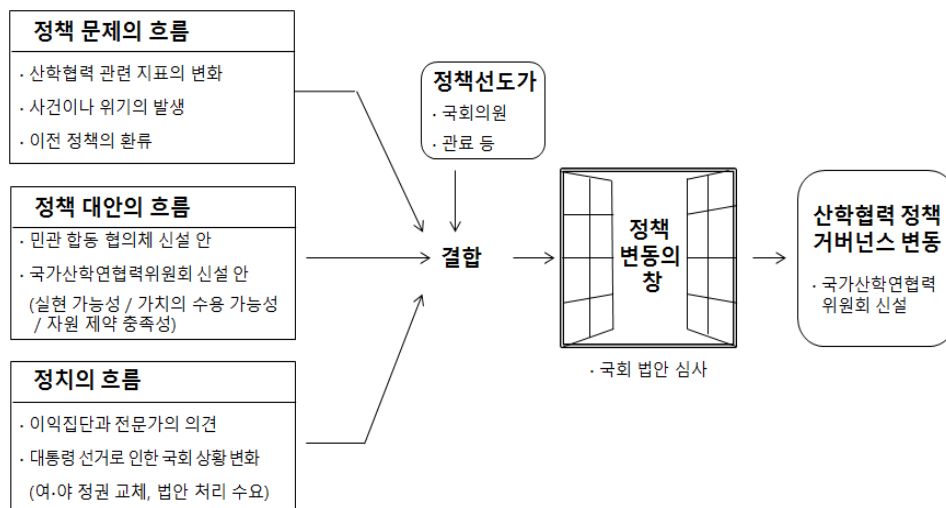 정책 문제의 흐름
· 산학협력 관련 지표의 변화
· 사건이나 위기의 발생
· 이전 정책의 환류
정책 대안의 흐름
· 민관 합동 협의체 신설 안
· 국가산학연협력위원회 신설 안
(실현 가능성 / 가치의 수용 가능성
/ 자원 제약 충족성)
정치의 흐름
· 이익집단과 전문가의 의견
· 대통령 선거로 인한 국회 상황 변화
(여·야 정권 교체, 법안 처리 수요)
정책선도가
· 국회의원
· 관료 등
결합
정책
변동의
창
· 국회 법안 심사
산학협력 정책
거버넌스 변동
· 국가산학연협력
위원회 신설